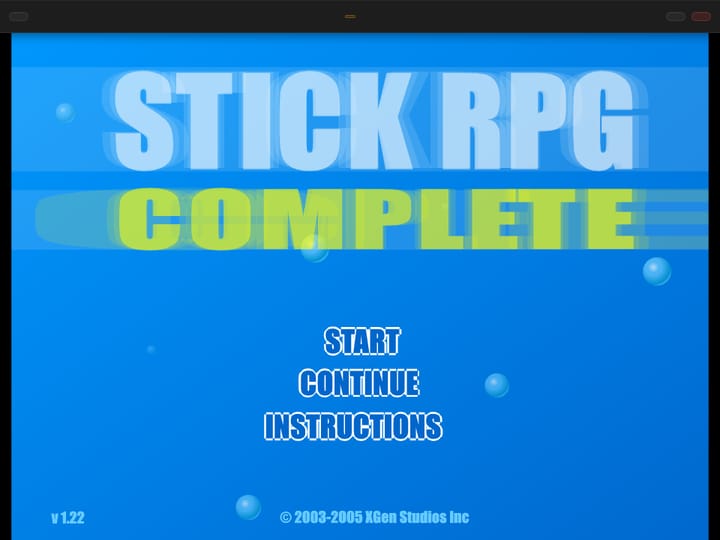 STICK RPG
COMPLETE
START
CONTINUE
INSTRUCTIONS
v 1.22
© 2003-2005 XGen Studios Inc